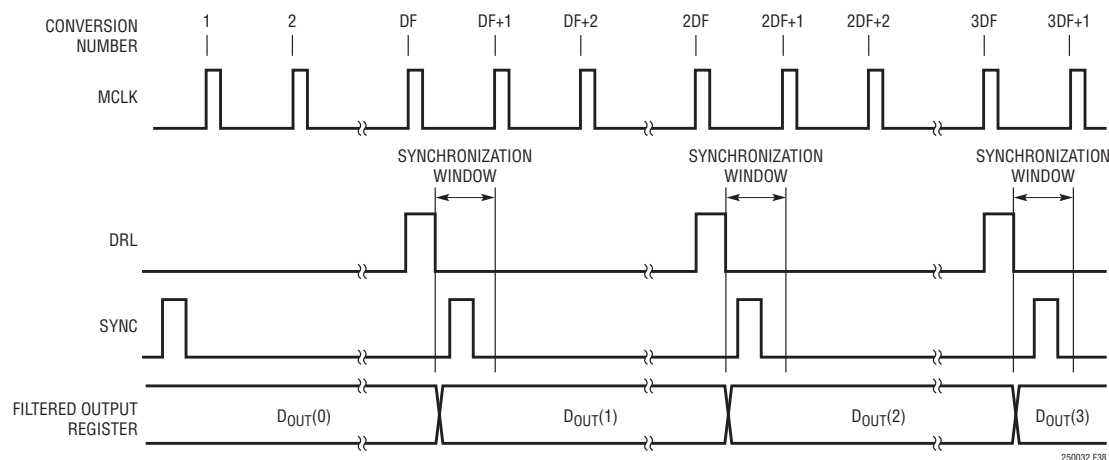 CONVERSION
NUMBER
1 2 DF DF+1 DF+2 2DF 2DF+1 2DF+2 3DF 3DF+1
MCLK
SYNCHRONIZATION
WINDOW
SYNCHRONIZATION
WINDOW
SYNCHRONIZATION
WINDOW
DRL
SYNC
FILTERED OUTPUT
REGISTER
DOUT(0) DOUT(1) DOUT(2) DOUT(3)
250032 F38